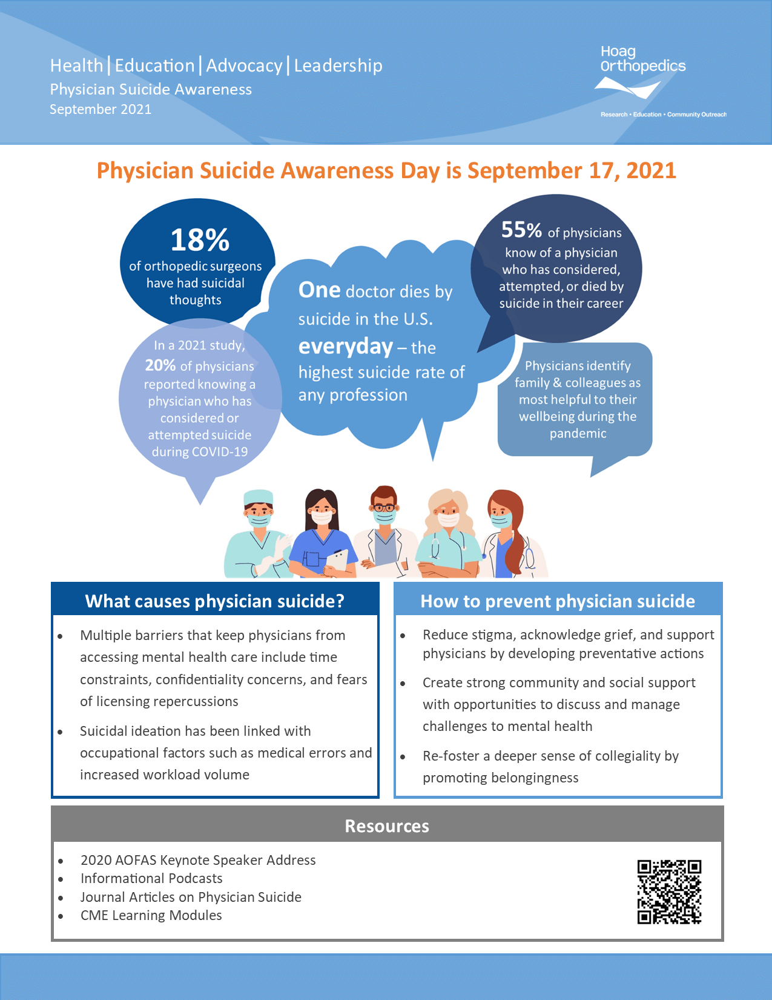 Health|Education|Advocacy|Leadership
Physician Suicide Awareness
September 2021
Hoag
Orthopedics
Research • Education • Community Outreach
Physician Suicide Awareness Day is September 17, 2021
18%
of orthopedic surgeons
have had suicidal
thoughts
In a 2021 study,
20% of physicians
reported knowing a
physician who has
considered or
attempted suicide
during COVID-19
One doctor dies by
suicide in the U.S.
everyday – the
highest suicide rate of
any profession
55% of physicians
know of a physician
who has considered,
attempted, or died by
suicide in their career
Physicians identify
family & colleagues as
most helpful to their
wellbeing during the
pandemic
What causes physician suicide?
• Multiple barriers that keep physicians from
accessing mental health care include time
constraints, confidentiality concerns, and fears
of licensing repercussions
• Suicidal ideation has been linked with
occupational factors such as medical errors and
increased workload volume
How to prevent physician suicide
• Reduce stigma, acknowledge grief, and support
physicians by developing preventative actions
• Create strong community and social support
with opportunities to discuss and manage
challenges to mental health
• Re-foster a deeper sense of collegiality by
promoting belongingness
Resources
• 2020 AOFAS Keynote Speaker Address
• Informational Podcasts
• Journal Articles on Physician Suicide
• CME Learning Modules